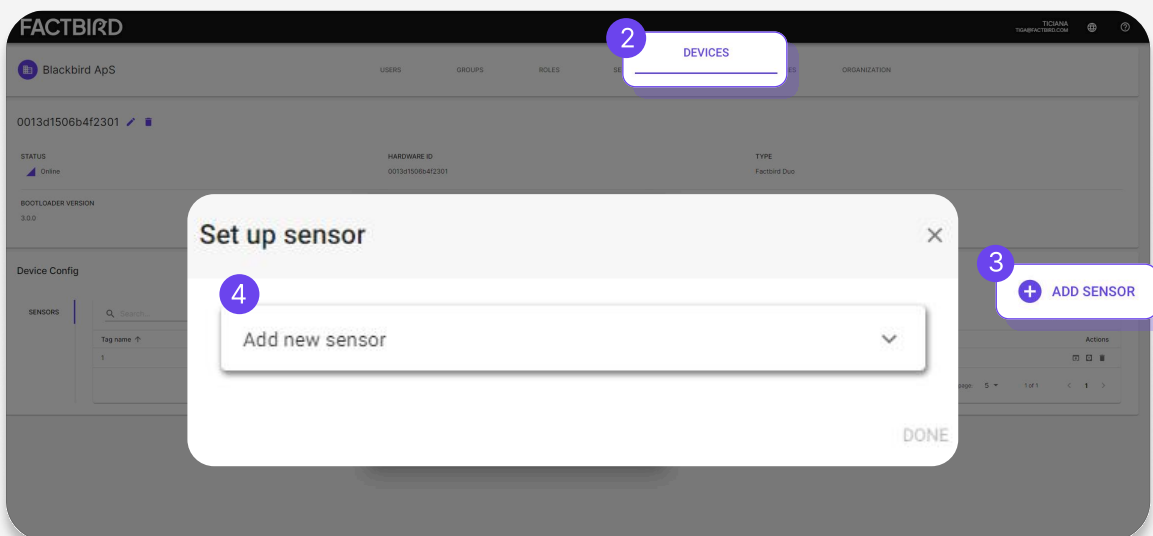 FACTBIRD
TICIANA
TIGA@FACTBIRD.COM
2
DEVICES
Blackbird ApS
USERS
GROUPS
ROLES
ORGANIZATION
0013d1506b4f2301
STATUS
HARDWARE ID
TYPE
Online
0013d1506b4f2301
Factbird Duo
BOOTLOADER VERSION
3.0.0
Set up sensor
3
ADD SENSOR
Device Config
4
SENSORS
Search...
Add new sensor
Tag name
Actions
1
page: 5
1 of 1
1
DONE